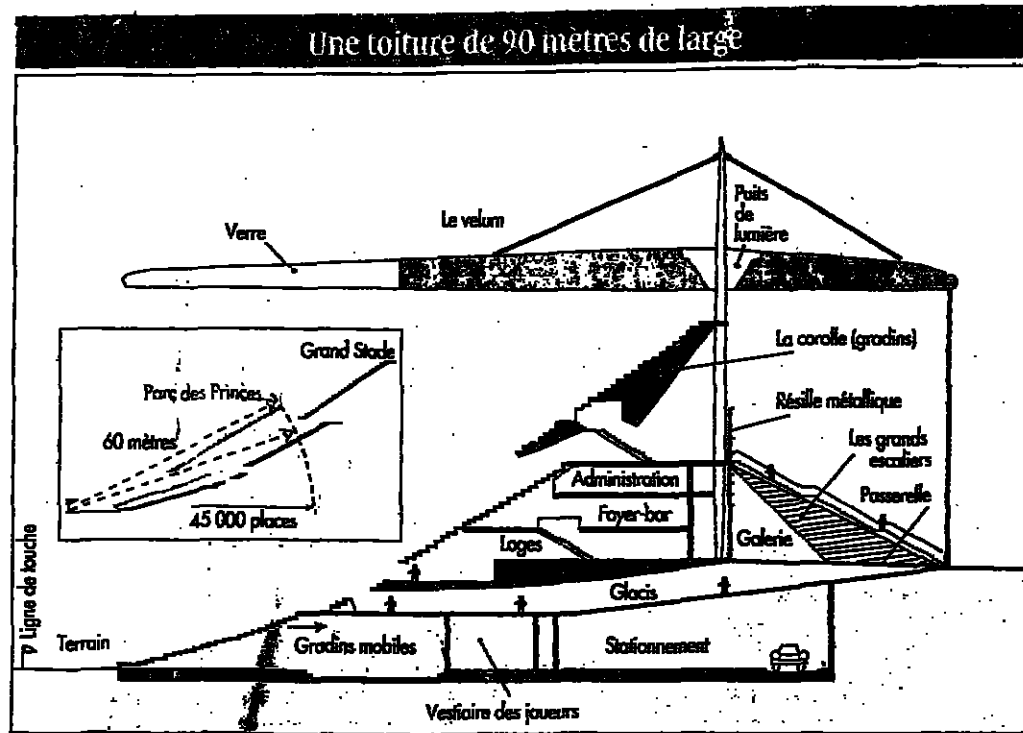 Une toiture de 90 mètres de large
Puits
de
lumière
Le velum
Verre
La corolle (gradins)
Grand Stade
Parc des Princes
Résille métallique
60 mètres
Les grands
escaliers
Passerelle
Administration
Foyer-bar
45 000 places
Galerie
Loges
Glacis
Ligne de touche
Terrain
Gradins mobiles
Stationnement
Vestiaire des joueurs